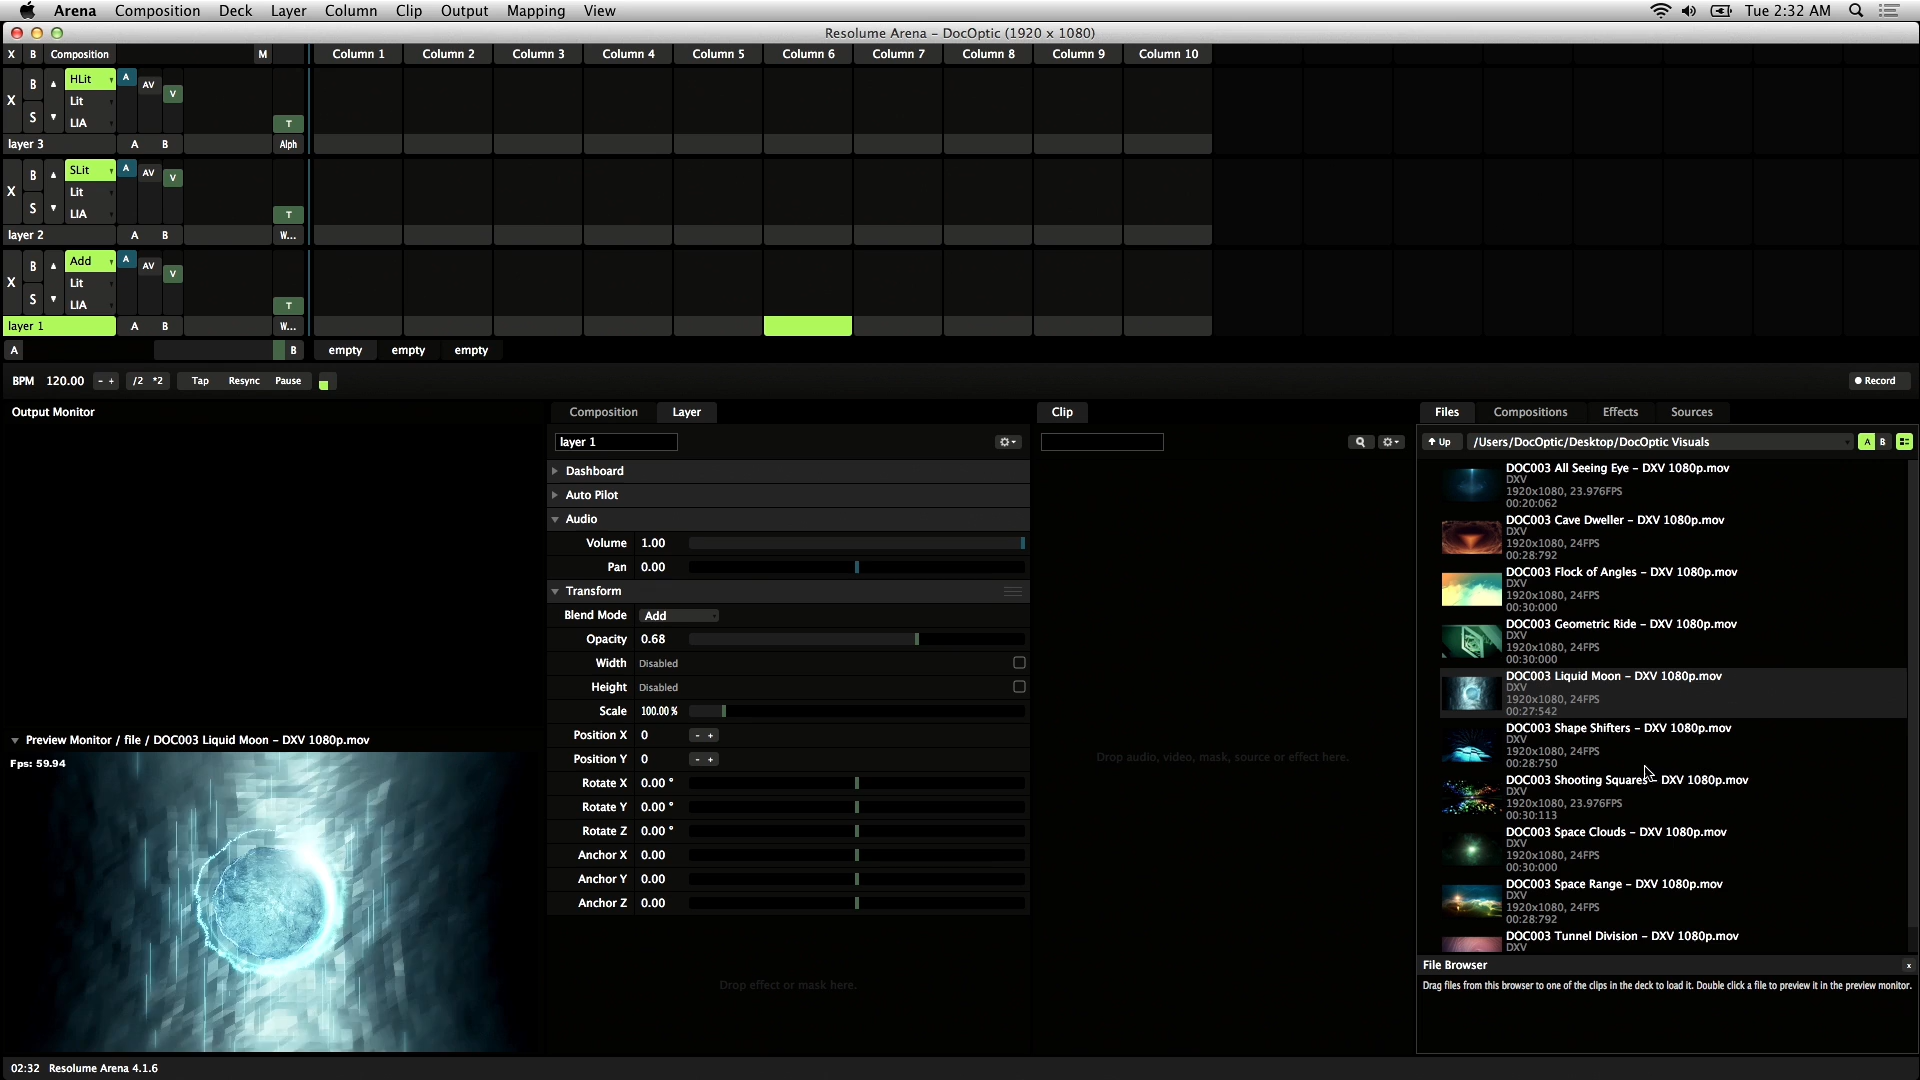 Arena Composition Deck Layer Column Clip Output Mapping View Tue 2:32 AM
Resolume Arena - DocOptic (1920 x 1080)
X B Composition M Column 1 Column 2 Column 3 Column 4 Column 5 Column 6 Column 7 Column 8 Column 9 Column 10
B HLit A AV V
X Lit
S LIA T
layer 3 A B Alph
B SLit A AV V
X Lit
S LIA T
layer 2 A B W...
B Add A AV V
X Lit
S LIA T
layer 1 A B W...
A B empty empty empty
BPM 120.00 - + /2 *2 Tap Resync Pause Record
Output Monitor
Preview Monitor / file / DOC003 Liquid Moon - DXV 1080p.mov
Fps: 59.94
Composition Layer
layer 1
Dashboard
Auto Pilot
Audio
Volume 1.00
Pan 0.00
Transform
Blend Mode Add
Opacity 0.68
Width Disabled
Height Disabled
Scale 100.00 %
Position X 0 - +
Position Y 0 - +
Rotate X 0.00 °
Rotate Y 0.00 °
Rotate Z 0.00 °
Anchor X 0.00
Anchor Y 0.00
Anchor Z 0.00
Drop effect or mask here.
Clip
Drop audio, video, mask, source or effect here.
Files Compositions Effects Sources
Up /Users/DocOptic/Desktop/DocOptic Visuals A B
DOC003 All Seeing Eye - DXV 1080p.mov
DXV
1920x1080, 23.976FPS
00:20:062
DOC003 Cave Dweller - DXV 1080p.mov
DXV
1920x1080, 24FPS
00:28:792
DOC003 Flock of Angles - DXV 1080p.mov
DXV
1920x1080, 24FPS
00:30:000
DOC003 Geometric Ride - DXV 1080p.mov
DXV
1920x1080, 24FPS
00:30:000
DOC003 Liquid Moon - DXV 1080p.mov
DXV
1920x1080, 24FPS
00:27:542
DOC003 Shape Shifters - DXV 1080p.mov
DXV
1920x1080, 24FPS
00:28:750
DOC003 Shooting Squares - DXV 1080p.mov
DXV
1920x1080, 23.976FPS
00:30:113
DOC003 Space Clouds - DXV 1080p.mov
DXV
1920x1080, 24FPS
00:30:000
DOC003 Space Range - DXV 1080p.mov
DXV
1920x1080, 24FPS
00:28:792
DOC003 Tunnel Division - DXV 1080p.mov
DXV
File Browser x
Drag files from this browser to one of the clips in the deck to load it. Double click a file to preview it in the preview monitor.
02:32 Resolume Arena 4.1.6